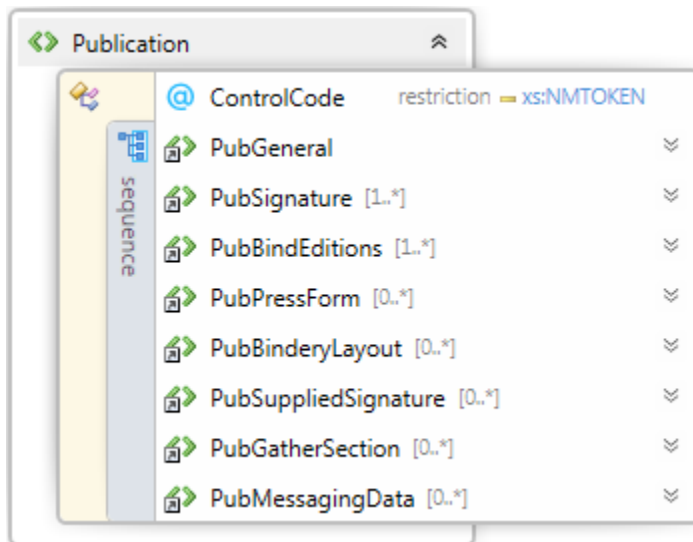 Publication
ControlCode restriction xs:NMTOKEN
PubGeneral
sequence
PubSignature [1..*]
PubBindEditions [1..*]
PubPressForm [0..*]
PubBinderyLayout [0..*]
PubSuppliedSignature [0..*]
PubGatherSection [0..*]
PubMessagingData [0..*]